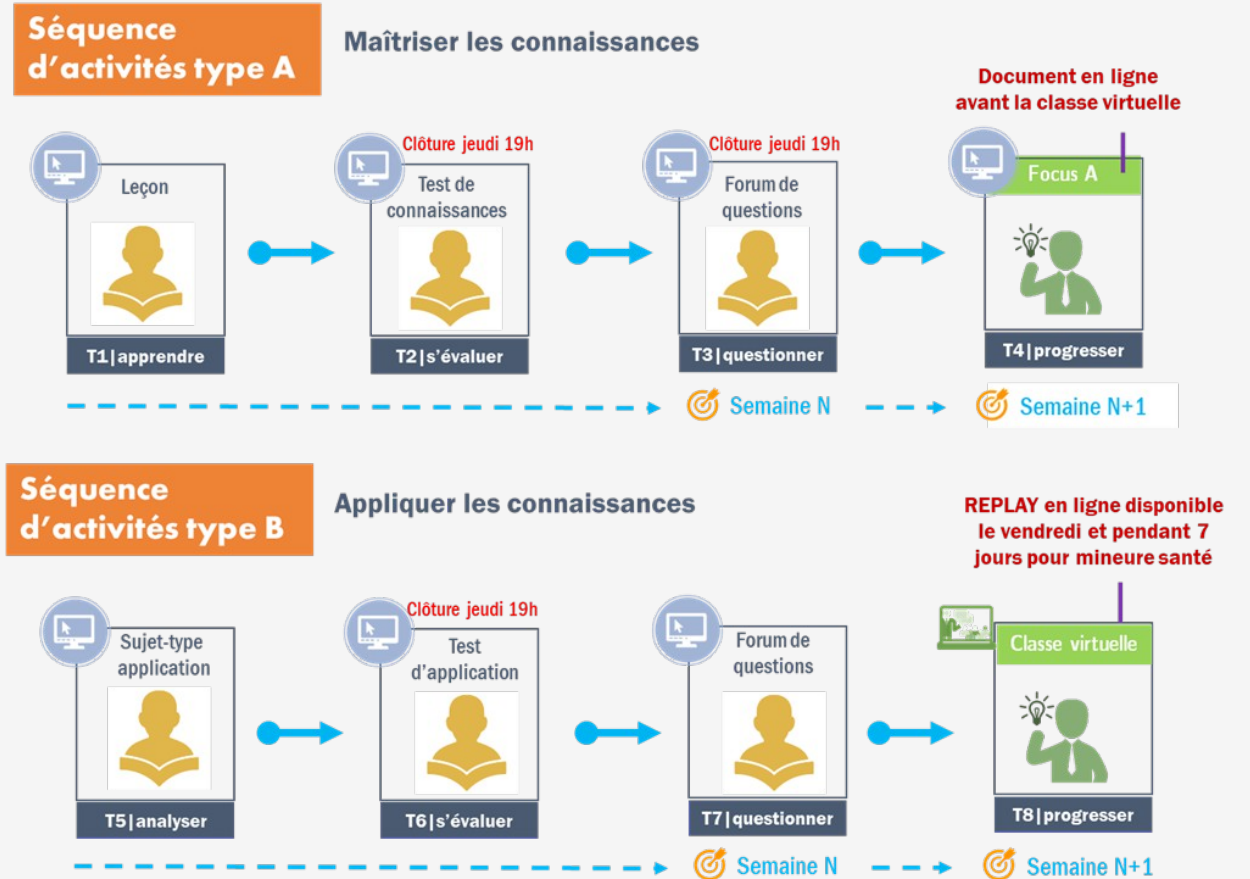 Séquence
d'activités type A
Maîtriser les connaissances
Document en ligne
avant la classe virtuelle
Leçon
T1|apprendre
Clôture jeudi 19h
Test de
connaissances
T2|s'évaluer
Clôture jeudi 19h
Forum de
questions
T3|questionner
Focus A
T4|progresser
Semaine N
Semaine N+1
Séquence
d'activités type B
Appliquer les connaissances
REPLAY en ligne disponible
le vendredi et pendant 7
jours pour mineure santé
Sujet-type
application
T5|analyser
Clôture jeudi 19h
Test
d'application
T6|s'évaluer
Forum de
questions
T7|questionner
Classe virtuelle
T8|progresser
Semaine N
Semaine N+1